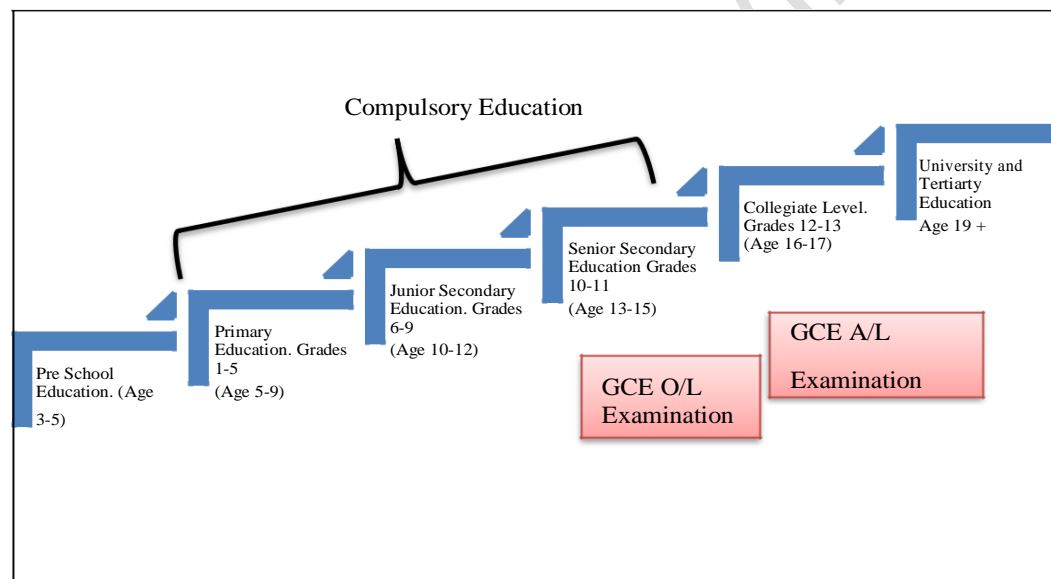 Compulsory Education
Pre School
Education. (Age
3-5)
Primary
Education. Grades
1-5
(Age 5-9)
Junior Secondary
Education. Grades
6-9
(Age 10-12)
Senior Secondary
Education Grades
10-11
(Age 13-15)
Collegiate Level.
Grades 12-13
(Age 16-17)
University and
Tertiarty
Education
Age 19 +
GCE O/L
Examination
GCE A/L
Examination